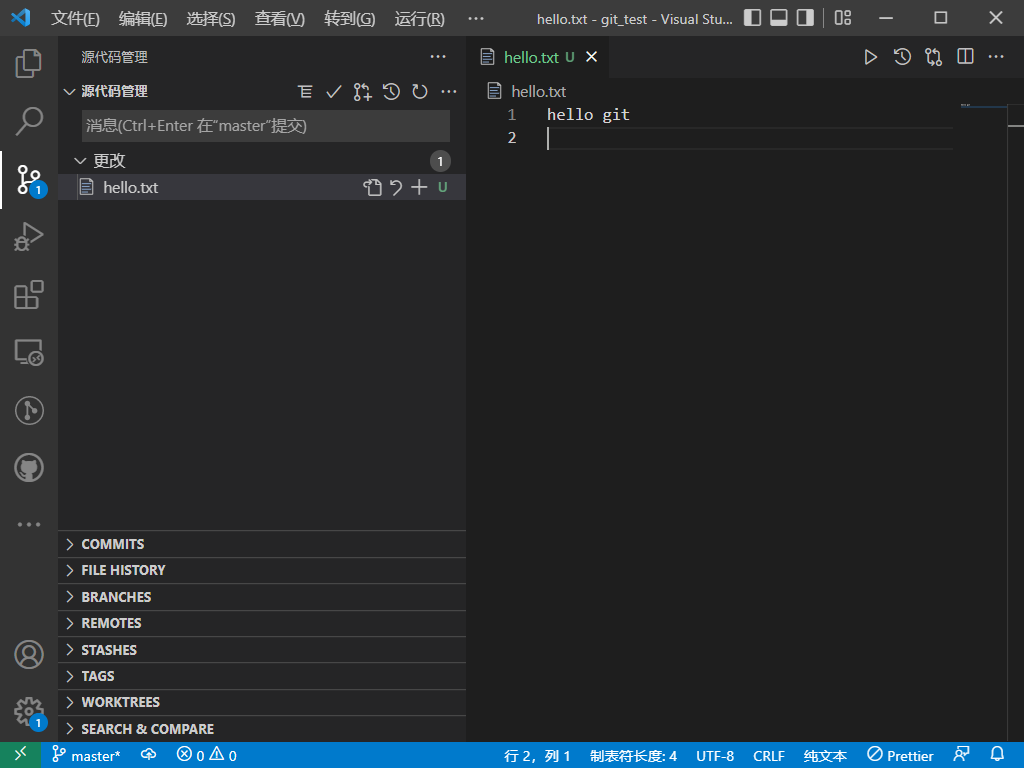 文件(F) 编辑(E) 选择(S) 查看(V) 转到(G) 运行(R) ··· hello.txt - git_test - Visual Stu...
源代码管理
源代码管理
消息(Ctrl+Enter 在"master"提交)
更改 1
hello.txt U
1
COMMITS
FILE HISTORY
BRANCHES
REMOTES
STASHES
TAGS
WORKTREES
SEARCH & COMPARE
1
hello.txt U
hello.txt
1 hello git
2
master* 0 0 行 2，列 1 制表符长度: 4 UTF-8 CRLF 纯文本 Prettier